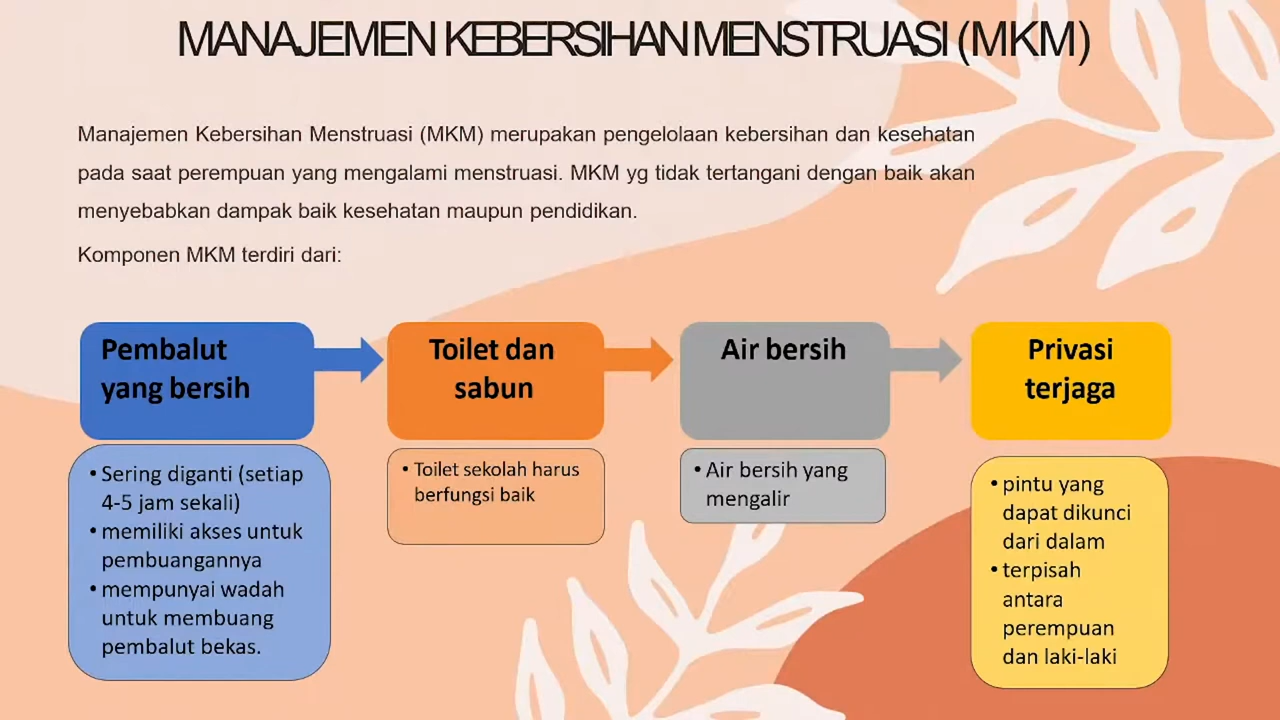 MANAJEMEN KEBERSIHAN MENSTRUASI (MKM)
Manajemen Kebersihan Menstruasi (MKM) merupakan pengelolaan kebersihan dan kesehatan
pada saat perempuan yang mengalami menstruasi. MKM yg tidak tertangani dengan baik akan
menyebabkan dampak baik kesehatan maupun pendidikan.
Komponen MKM terdiri dari:
Pembalut
yang bersih
• Sering diganti (setiap
4-5 jam sekali)
• memiliki akses untuk
pembuangannya
• mempunyai wadah
untuk membuang
pembalut bekas.
Toilet dan
sabun
• Toilet sekolah harus
berfungsi baik
Air bersih
• Air bersih yang
mengalir
Privasi
terjaga
• pintu yang
dapat dikunci
dari dalam
• terpisah
antara
perempuan
dan laki-laki